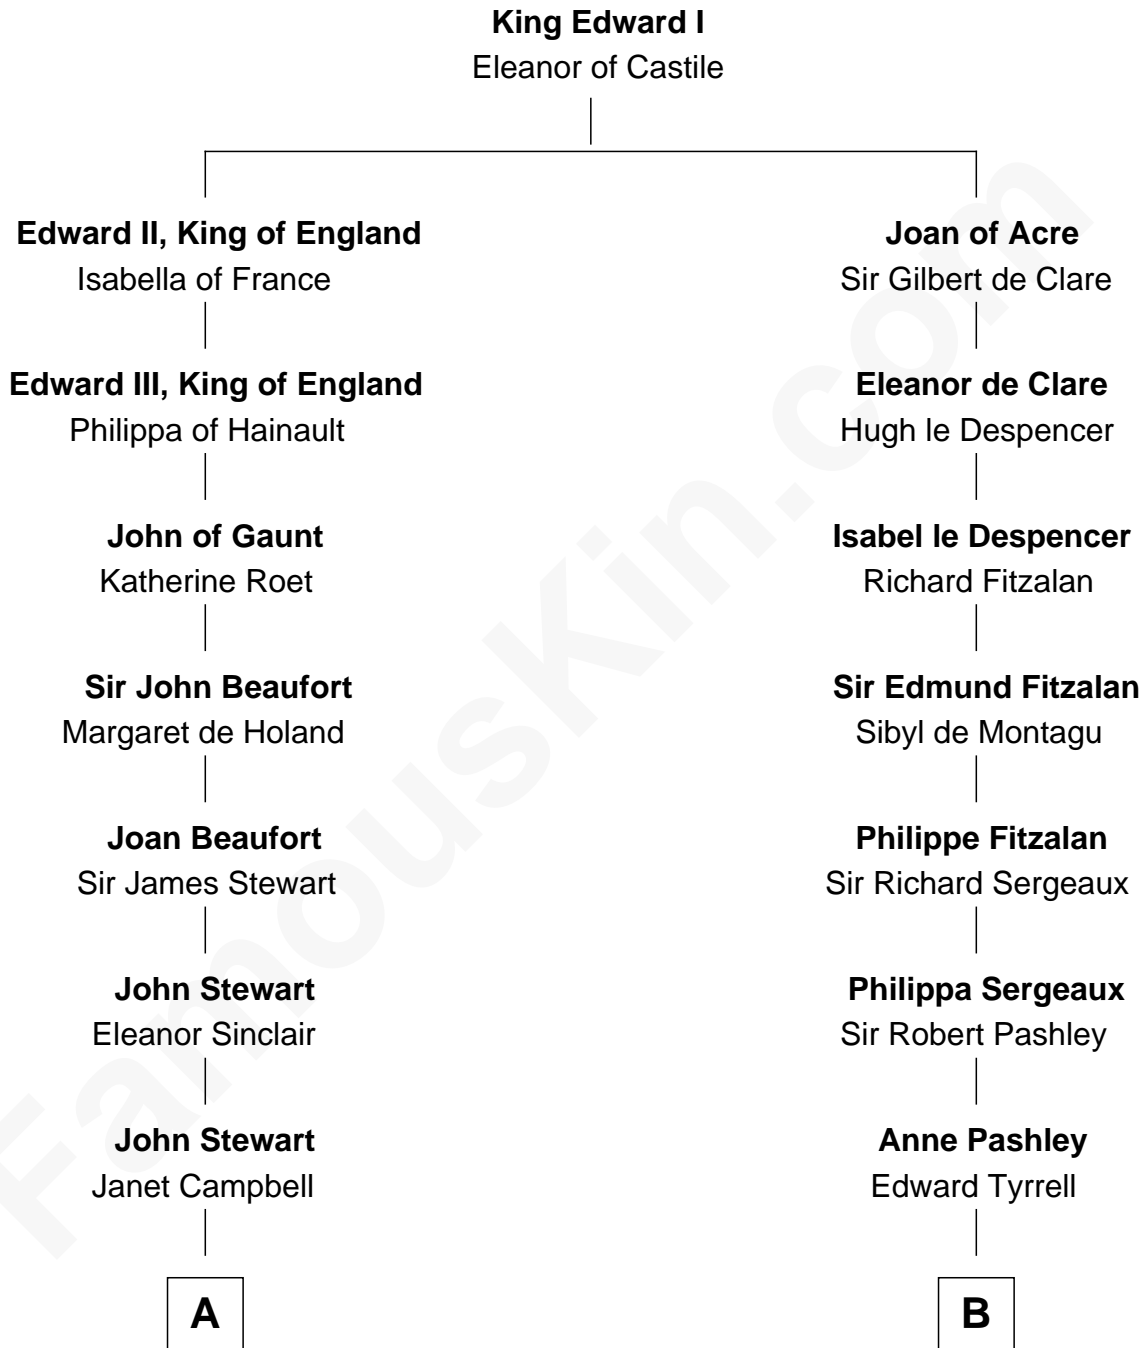 King Edward I
Eleanor of Castile
Edward II, King of England
Isabella of France
Edward III, King of England
Philippa of Hainault
John of Gaunt
Katherine Roet
Sir John Beaufort
Margaret de Holand
Joan Beaufort
Sir James Stewart
John Stewart
Eleanor Sinclair
John Stewart
Janet Campbell
A
Joan of Acre
Sir Gilbert de Clare
Eleanor de Clare
Hugh le Despencer
Isabel le Despencer
Richard Fitzalan
Sir Edmund Fitzalan
Sibyl de Montagu
Philippe Fitzalan
Sir Richard Sergeaux
Philippa Sergeaux
Sir Robert Pashley
Anne Pashley
Edward Tyrrell
B
FamousKin.com